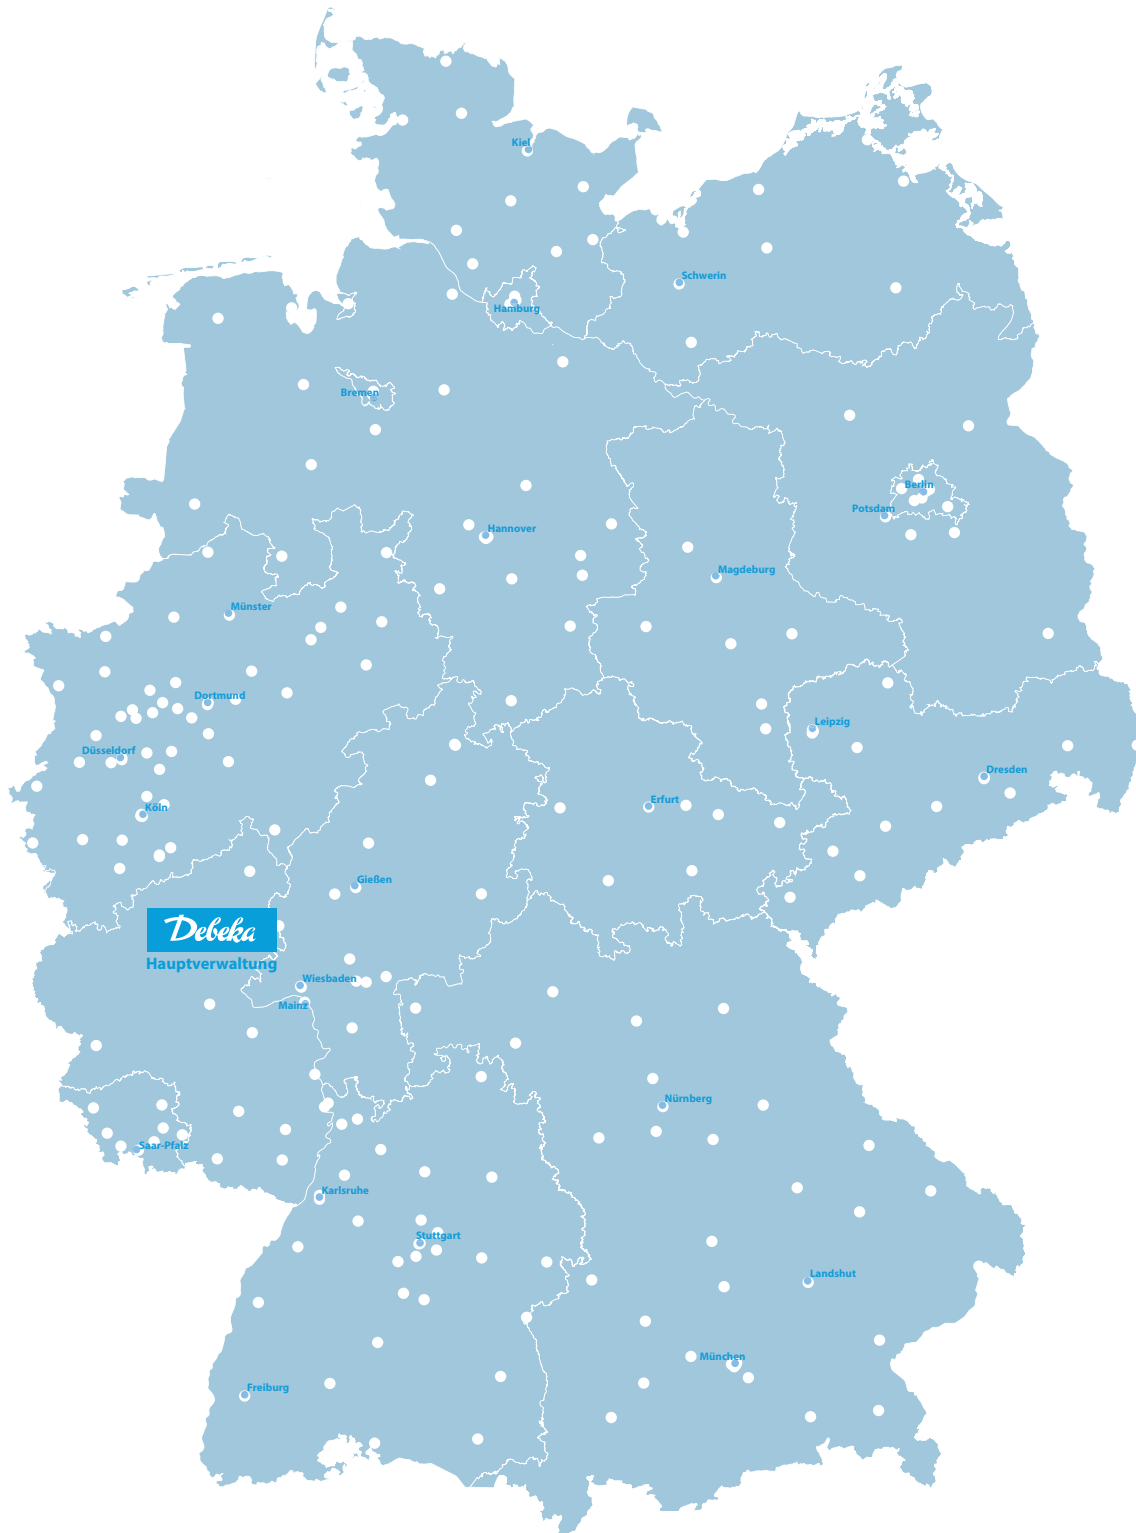 Kiel
Schwerin
Hamburg
Bremen
Berlin
Potsdam
Hannover
Magdeburg
Münster
Dortmund
Leipzig
Düsseldorf
Dresden
Köln
Erfurt
Gießen
Debeka
Hauptverwaltung
Wiesbaden
Mainz
Nürnberg
Saar-Pfalz
Karlsruhe
Stuttgart
Landshut
München
Freiburg